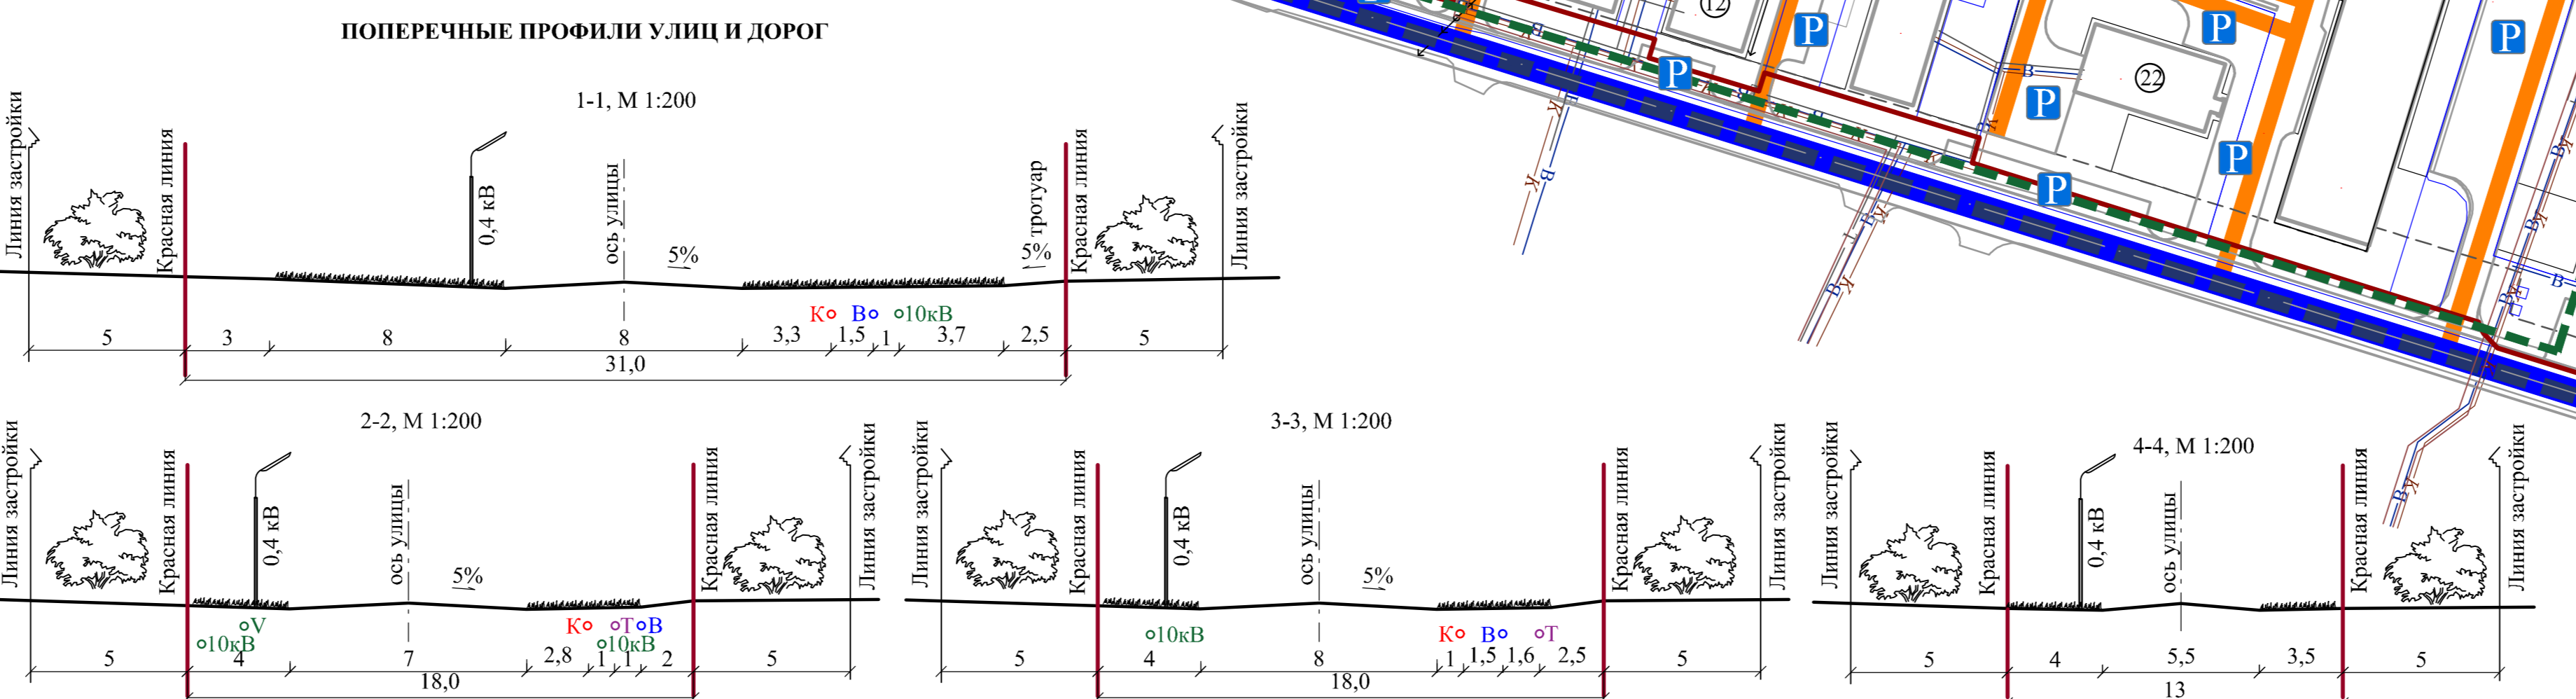 ПОПЕРЕЧНЫЕ ПРОФИЛИ УЛИЦ И ДОРОГ
1-1, М 1:200
Линия застройки
Красная линия
0,4 кВ
ось улицы
5%
5%
тротуар
Красная линия
Линия застройки
К В 10кВ
5 3 8 8 3,3 1,5 1 3,7 2,5 5
31,0
2-2, М 1:200
Линия застройки
Красная линия
0,4 кВ
ось улицы
5%
Красная линия
Линия застройки
V К Т В
10кВ 10кВ
5 4 7 2,8 1 1 2 5
18,0
3-3, М 1:200
Линия застройки
Красная линия
0,4 кВ
ось улицы
5%
Красная линия
Линия застройки
10кВ К В Т
5 4 8 1 1,5 1,6 2,5 5
18,0
4-4, М 1:200
Линия застройки
Красная линия
0,4 кВ
ось улицы
Красная линия
Линия застройки
5 4 5,5 3,5 5
13
12
22
P
P
P
P
P
P
P
В
К
В
К
В
К
Т
В
К
В
К
В
К
В
К
В
К